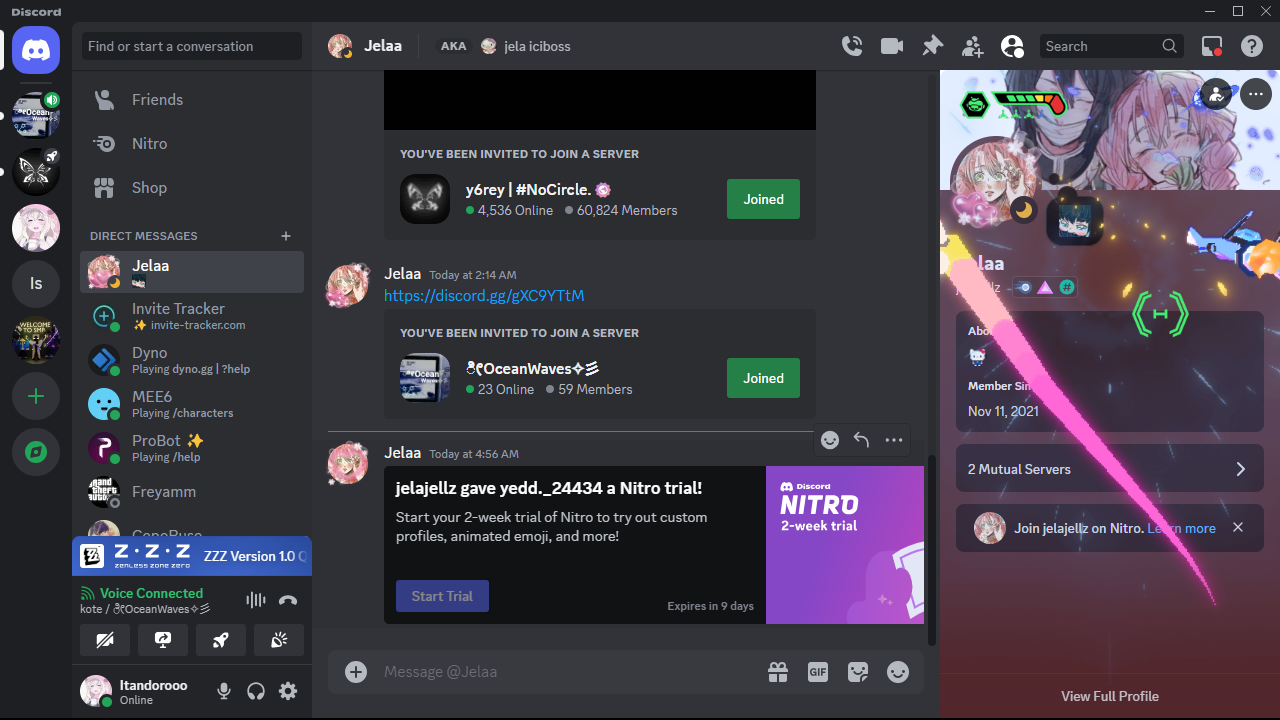 Discord
Find or start a conversation
Friends
Nitro
Shop
DIRECT MESSAGES
Jelaa
Invite Tracker
✨ invite-tracker.com
Dyno
Playing dyno.gg | ?help
MEE6
Playing /characters
ProBot ✨
Playing /help
Freyamm
Is
WELCOME TO SMP
Z·Z·Z
ZENLESS ZONE ZERO
ZZZ Version 1.0
Voice Connected
Itandorooo
Online
Jelaa
AKA
jela iciboss
Search
YOU'VE BEEN INVITED TO JOIN A SERVER
y6rey | #NoCircle.
4,536 Online
60,824 Members
Joined
Jelaa Today at 2:14 AM
https://discord.gg/gXC9YTtM
YOU'VE BEEN INVITED TO JOIN A SERVER
OceanWaves✧彡
23 Online
59 Members
Joined
Jelaa Today at 4:56 AM
jelajellz gave yedd._24434 a Nitro trial!
Start your 2-week trial of Nitro to try out custom
profiles, animated emoji, and more!
Start Trial
Expires in 9 days
Discord
NITRO
2-week trial
Message @Jelaa
GIF
Member Sin
Nov 11, 2021
2 Mutual Servers
Join jelajellz on Nitro. Learn more
View Full Profile